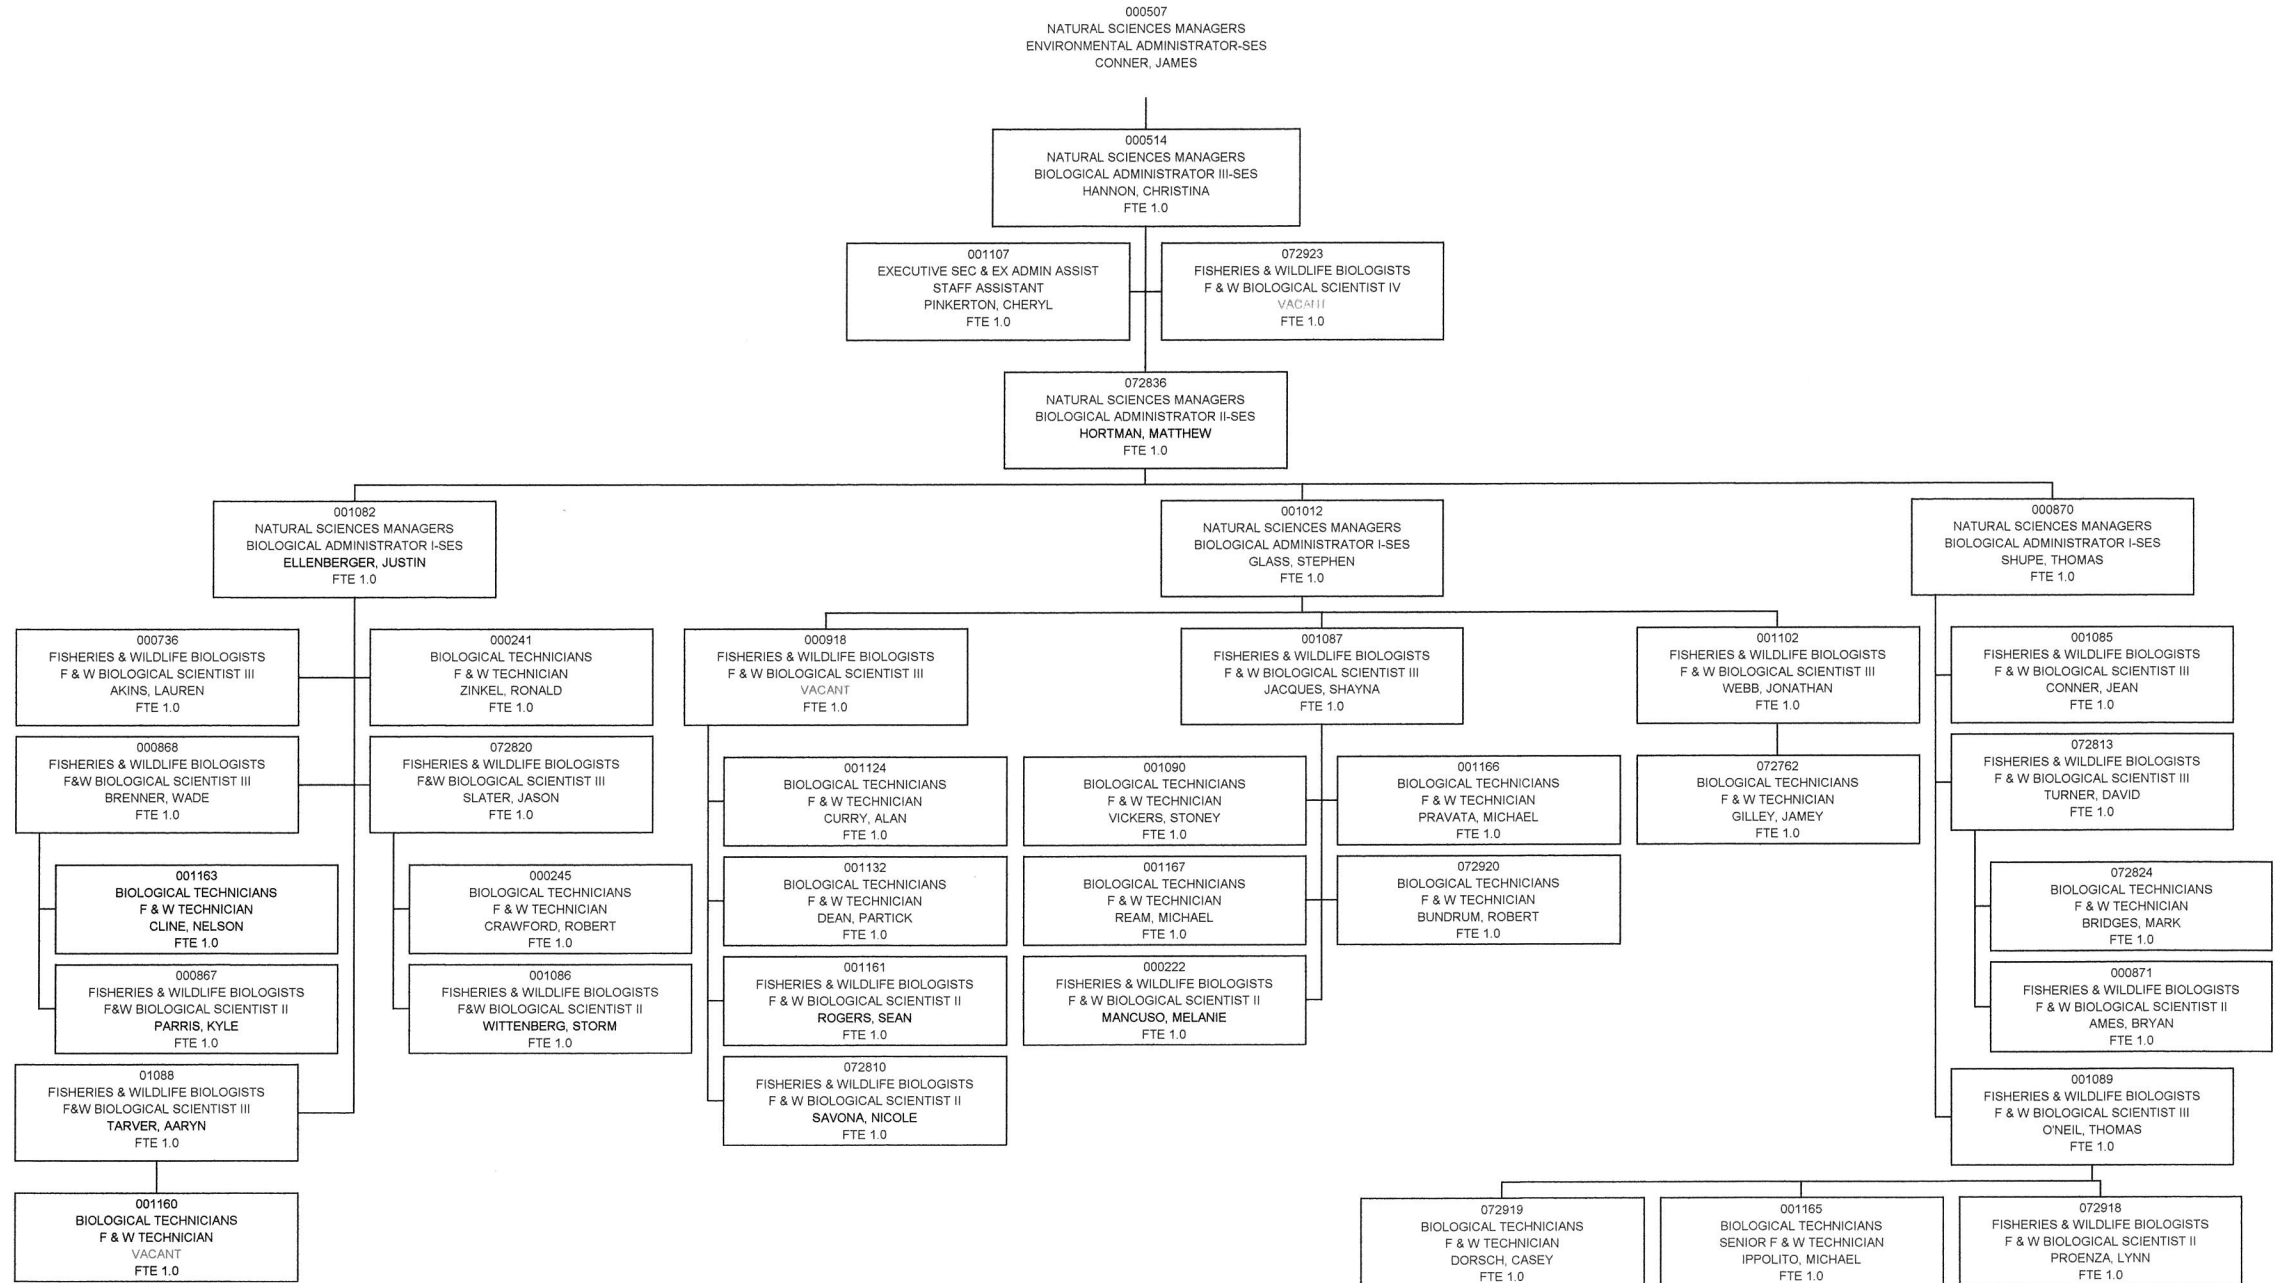 000507
NATURAL SCIENCES MANAGERS
ENVIRONMENTAL ADMINISTRATOR-SES
CONNER, JAMES
000514
NATURAL SCIENCES MANAGERS
BIOLOGICAL ADMINISTRATOR III-SES
HANNON, CHRISTINA
FTE 1.0
001107
EXECUTIVE SEC & EX ADMIN ASSIST
STAFF ASSISTANT
PINKERTON, CHERYL
FTE 1.0
072923
FISHERIES & WILDLIFE BIOLOGISTS
F & W BIOLOGICAL SCIENTIST IV
VACANT
FTE 1.0
072836
NATURAL SCIENCES MANAGERS
BIOLOGICAL ADMINISTRATOR II-SES
HORTMAN, MATTHEW
FTE 1.0
001082
NATURAL SCIENCES MANAGERS
BIOLOGICAL ADMINISTRATOR I-SES
ELLENBERGER, JUSTIN
FTE 1.0
001012
NATURAL SCIENCES MANAGERS
BIOLOGICAL ADMINISTRATOR I-SES
GLASS, STEPHEN
FTE 1.0
000870
NATURAL SCIENCES MANAGERS
BIOLOGICAL ADMINISTRATOR I-SES
SHUPE, THOMAS
FTE 1.0
000736
FISHERIES & WILDLIFE BIOLOGISTS
F & W BIOLOGICAL SCIENTIST III
AKINS, LAUREN
FTE 1.0
000241
BIOLOGICAL TECHNICIANS
F & W TECHNICIAN
ZINKEL, RONALD
FTE 1.0
000918
FISHERIES & WILDLIFE BIOLOGISTS
F & W BIOLOGICAL SCIENTIST III
VACANT
FTE 1.0
001087
FISHERIES & WILDLIFE BIOLOGISTS
F & W BIOLOGICAL SCIENTIST III
JACQUES, SHAYNA
FTE 1.0
001102
FISHERIES & WILDLIFE BIOLOGISTS
F & W BIOLOGICAL SCIENTIST III
WEBB, JONATHAN
FTE 1.0
001085
FISHERIES & WILDLIFE BIOLOGISTS
F & W BIOLOGICAL SCIENTIST III
CONNER, JEAN
FTE 1.0
000868
FISHERIES & WILDLIFE BIOLOGISTS
F&W BIOLOGICAL SCIENTIST III
BRENNER, WADE
FTE 1.0
072820
FISHERIES & WILDLIFE BIOLOGISTS
F&W BIOLOGICAL SCIENTIST III
SLATER, JASON
FTE 1.0
001124
BIOLOGICAL TECHNICIANS
F & W TECHNICIAN
CURRY, ALAN
FTE 1.0
001090
BIOLOGICAL TECHNICIANS
F & W TECHNICIAN
VICKERS, STONEY
FTE 1.0
001166
BIOLOGICAL TECHNICIANS
F & W TECHNICIAN
PRAVATA, MICHAEL
FTE 1.0
072762
BIOLOGICAL TECHNICIANS
F & W TECHNICIAN
GILLEY, JAMEY
FTE 1.0
072813
FISHERIES & WILDLIFE BIOLOGISTS
F & W BIOLOGICAL SCIENTIST III
TURNER, DAVID
FTE 1.0
001163
BIOLOGICAL TECHNICIANS
F & W TECHNICIAN
CLINE, NELSON
FTE 1.0
000245
BIOLOGICAL TECHNICIANS
F & W TECHNICIAN
CRAWFORD, ROBERT
FTE 1.0
001132
BIOLOGICAL TECHNICIANS
F & W TECHNICIAN
DEAN, PARTICK
FTE 1.0
001167
BIOLOGICAL TECHNICIANS
F & W TECHNICIAN
REAM, MICHAEL
FTE 1.0
072920
BIOLOGICAL TECHNICIANS
F & W TECHNICIAN
BUNDRUM, ROBERT
FTE 1.0
072824
BIOLOGICAL TECHNICIANS
F & W TECHNICIAN
BRIDGES, MARK
FTE 1.0
000867
FISHERIES & WILDLIFE BIOLOGISTS
F&W BIOLOGICAL SCIENTIST II
PARRIS, KYLE
FTE 1.0
001086
FISHERIES & WILDLIFE BIOLOGISTS
F&W BIOLOGICAL SCIENTIST II
WITTENBERG, STORM
FTE 1.0
001161
FISHERIES & WILDLIFE BIOLOGISTS
F & W BIOLOGICAL SCIENTIST II
ROGERS, SEAN
FTE 1.0
000222
FISHERIES & WILDLIFE BIOLOGISTS
F & W BIOLOGICAL SCIENTIST II
MANCUSO, MELANIE
FTE 1.0
000871
FISHERIES & WILDLIFE BIOLOGISTS
F & W BIOLOGICAL SCIENTIST II
AMES, BRYAN
FTE 1.0
01088
FISHERIES & WILDLIFE BIOLOGISTS
F&W BIOLOGICAL SCIENTIST III
TARVER, AARYN
FTE 1.0
072810
FISHERIES & WILDLIFE BIOLOGISTS
F & W BIOLOGICAL SCIENTIST II
SAVONA, NICOLE
FTE 1.0
001089
FISHERIES & WILDLIFE BIOLOGISTS
F & W BIOLOGICAL SCIENTIST III
O'NEIL, THOMAS
FTE 1.0
001160
BIOLOGICAL TECHNICIANS
F & W TECHNICIAN
VACANT
FTE 1.0
072919
BIOLOGICAL TECHNICIANS
F & W TECHNICIAN
DORSCH, CASEY
FTE 1.0
001165
BIOLOGICAL TECHNICIANS
SENIOR F & W TECHNICIAN
IPPOLITO, MICHAEL
FTE 1.0
072918
FISHERIES & WILDLIFE BIOLOGISTS
F & W BIOLOGICAL SCIENTIST II
PROENZA, LYNN
FTE 1.0